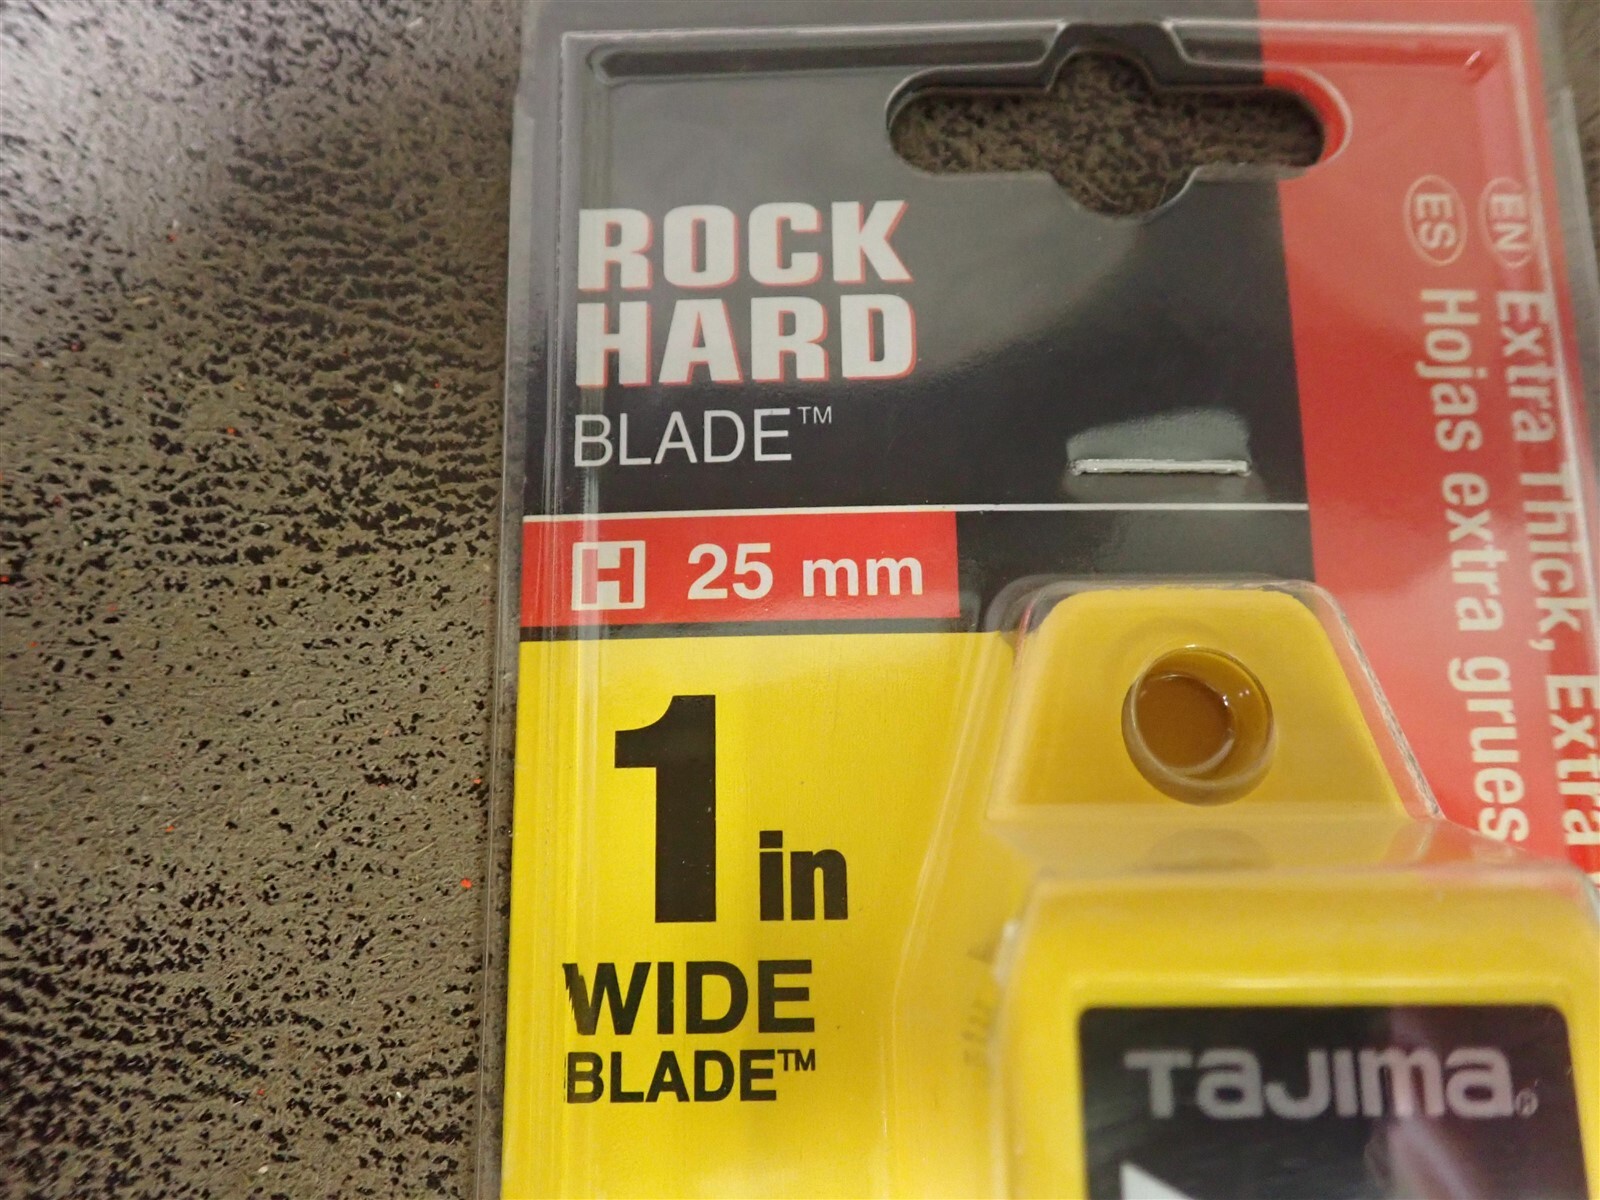 ROCK
HARD
BLADE™
H 25 mm
1 in
WIDE
BLADE™
EN Extra Thick, Extra
ES Hojas extra grues
TAJIMA®